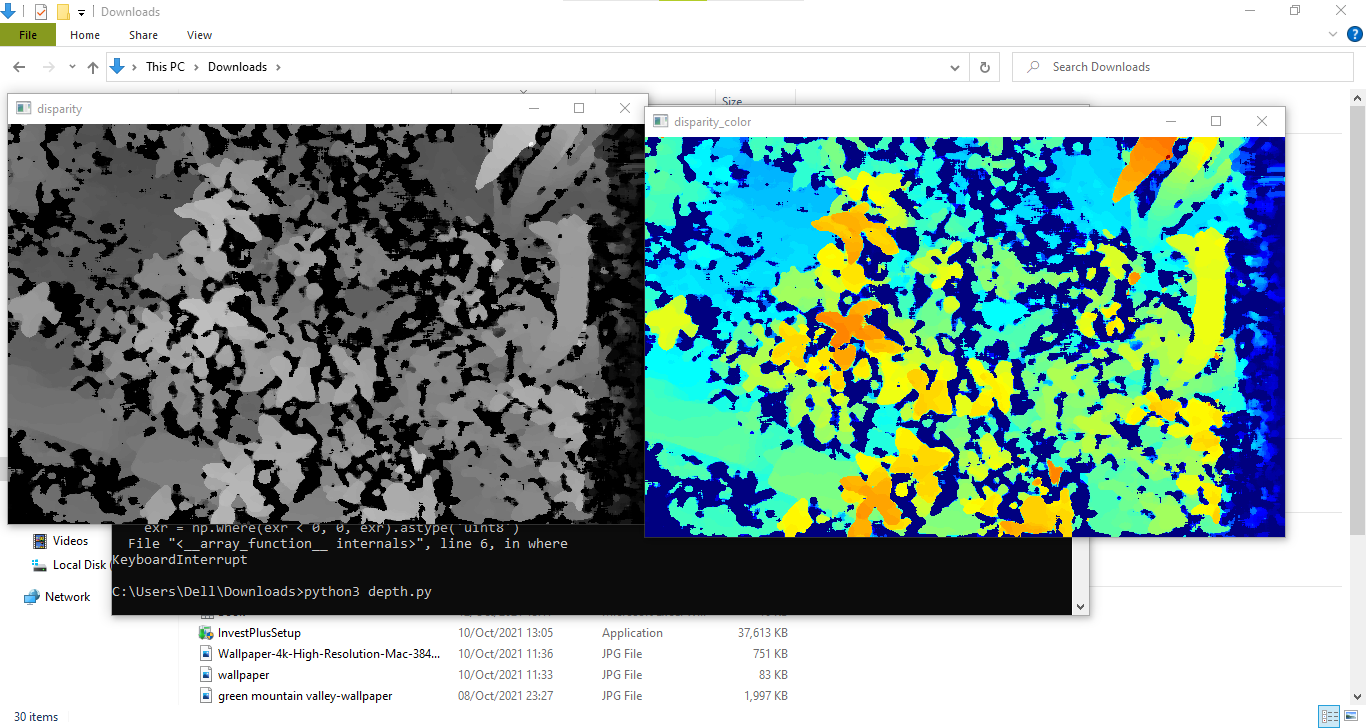 Downloads
File Home Share View
This PC Downloads Search Downloads
Size
disparity
disparity_color
exr = np.where(exr < 0, 0, exr).astype('uint8')
File "<__array_function__ internals>", line 6, in where
KeyboardInterrupt
C:\Users\Dell\Downloads>python3 depth.py
Videos
Local Disk
Network
InvestPlusSetup 10/Oct/2021 13:05 Application 37,613 KB
Wallpaper-4k-High-Resolution-Mac-384... 10/Oct/2021 11:36 JPG File 751 KB
wallpaper 10/Oct/2021 11:33 JPG File 83 KB
green mountain valley-wallpaper 08/Oct/2021 23:27 JPG File 1,997 KB
30 items